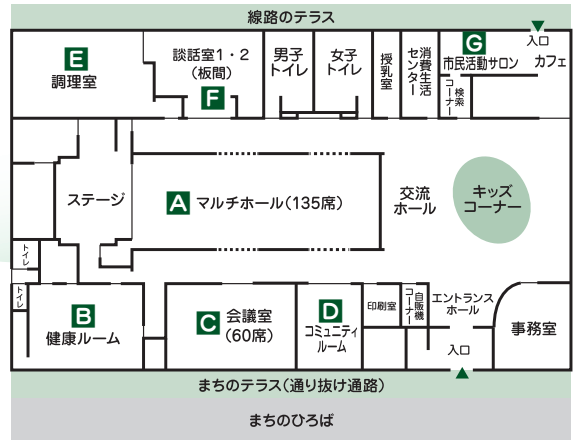 線路のテラス
E
調理室
談話室1・2
(板間)
F
男子
トイレ
女子
トイレ
授乳室
消費生活
センター
G
市民活動サロン
検索
コーナー
入口
カフェ
ステージ
A マルチホール(135席)
交流
ホール
キッズ
コーナー
トイレ
トイレ
B
健康ルーム
C 会議室
(60席)
D
コミュニティ
ルーム
印刷室
自販機
コーナー
エントランス
ホール
入口
事務室
まちのテラス(通り抜け通路)
まちのひろば